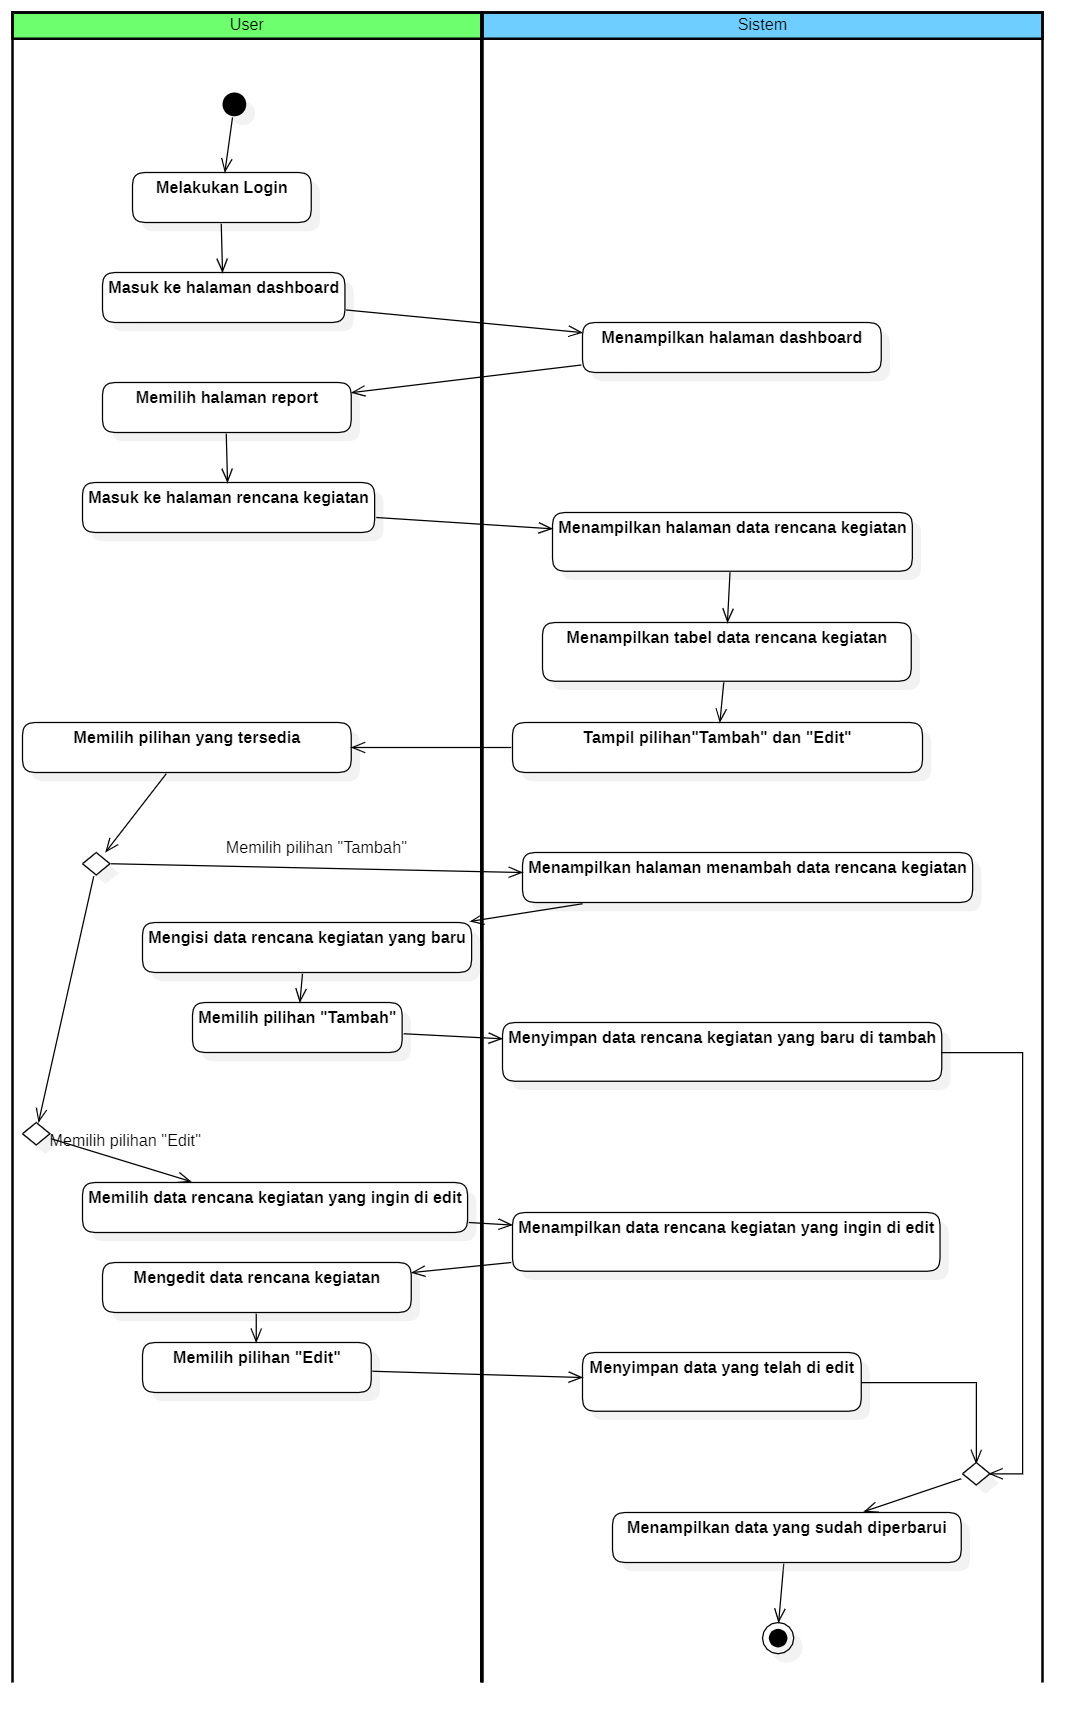 User
Sistem
Melakukan Login
Masuk ke halaman dashboard
Menampilkan halaman dashboard
Memilih halaman report
Masuk ke halaman rencana kegiatan
Menampilkan halaman data rencana kegiatan
Menampilkan tabel data rencana kegiatan
Memilih pilihan yang tersedia
Tampil pilihan"Tambah" dan "Edit"
Memilih pilihan "Tambah"
Menampilkan halaman menambah data rencana kegiatan
Mengisi data rencana kegiatan yang baru
Memilih pilihan "Tambah"
Menyimpan data rencana kegiatan yang baru di tambah
Memilih pilihan "Edit"
Memilih data rencana kegiatan yang ingin di edit
Menampilkan data rencana kegiatan yang ingin di edit
Mengedit data rencana kegiatan
Memilih pilihan "Edit"
Menyimpan data yang telah di edit
Menampilkan data yang sudah diperbarui